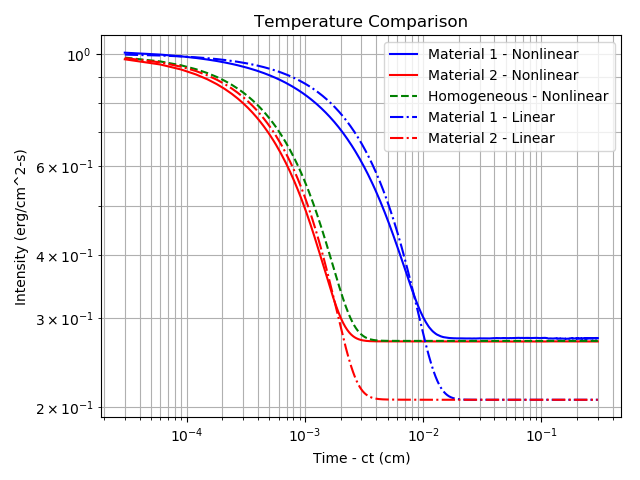 Temperature Comparison
Intensity (erg/cm^2-s)
10⁰
6 × 10⁻¹
4 × 10⁻¹
3 × 10⁻¹
2 × 10⁻¹
Material 1 - Nonlinear
Material 2 - Nonlinear
Homogeneous - Nonlinear
Material 1 - Linear
Material 2 - Linear
10⁻⁴ 10⁻³ 10⁻² 10⁻¹
Time - ct (cm)